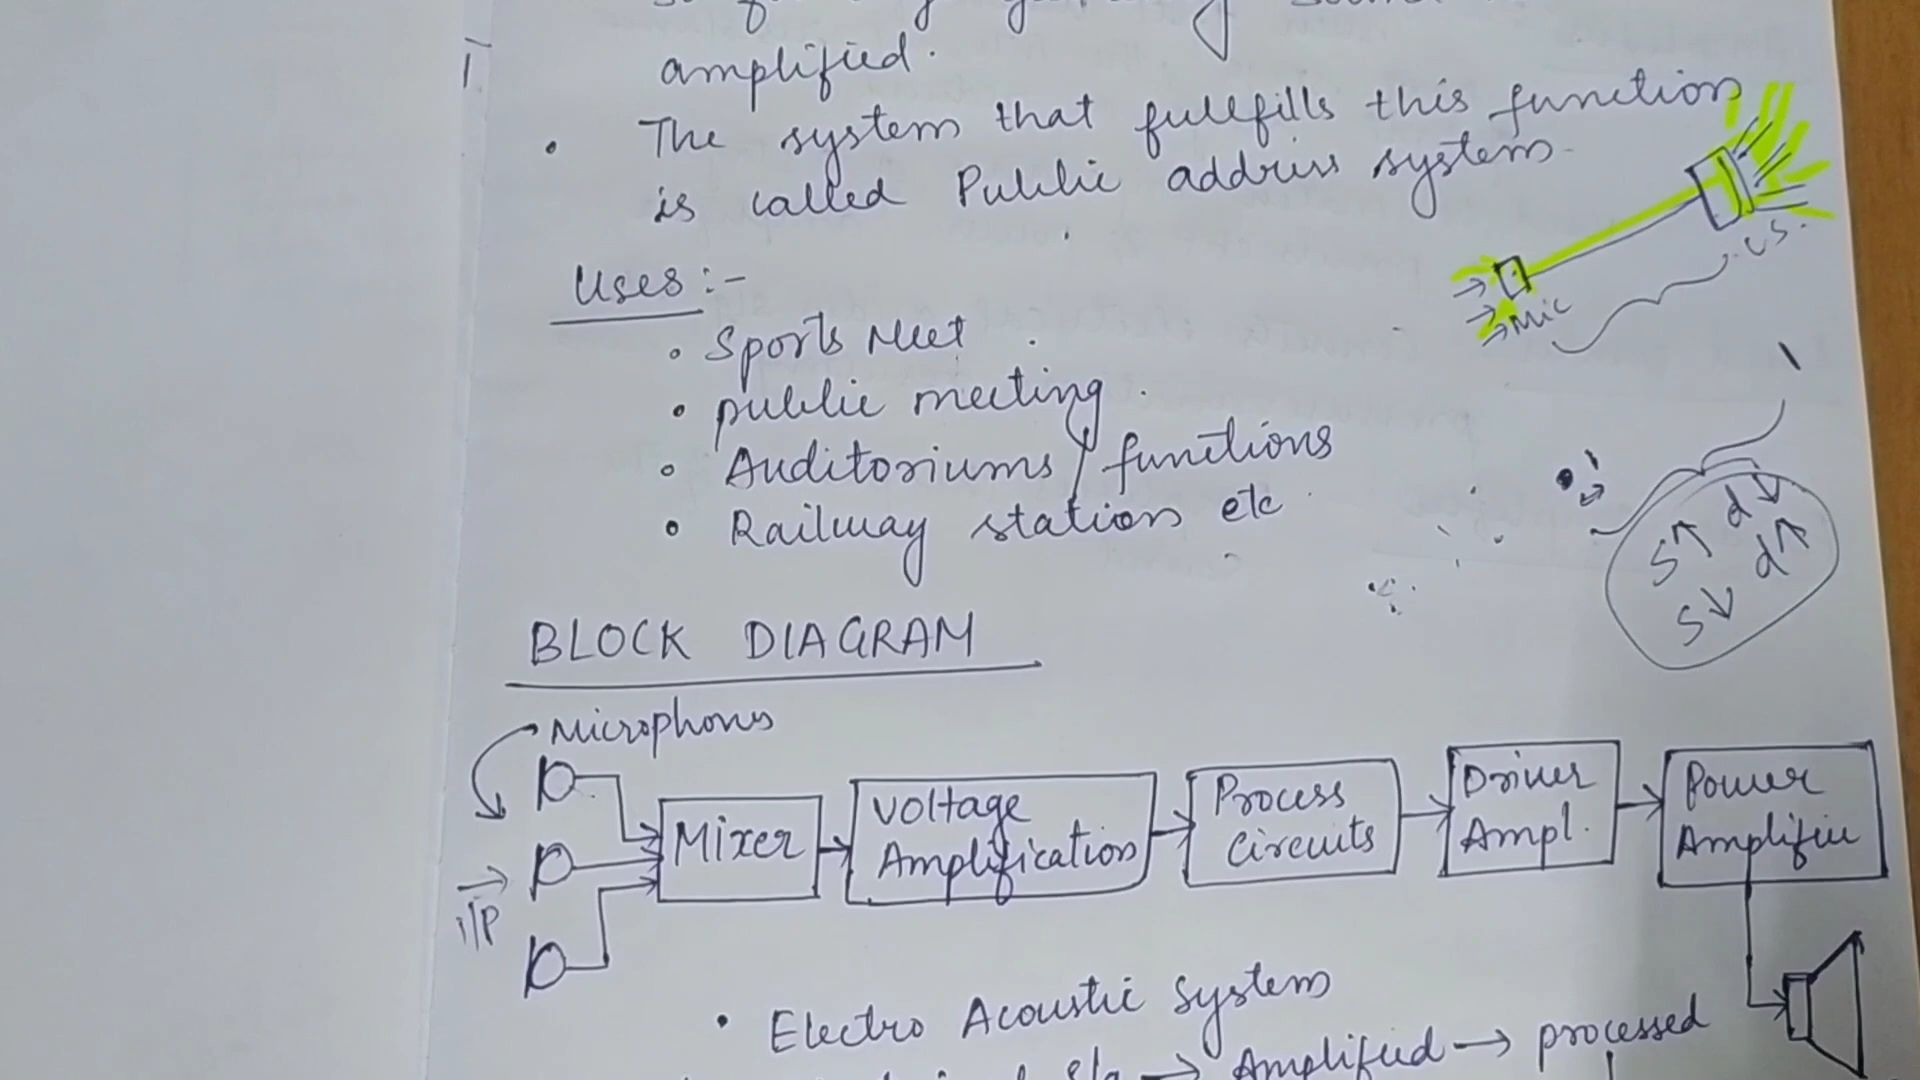 amplified.
• The system that fullfills this function
is called Public address system.
Mic
LS.
Uses :-
• Sports Meet.
• public meeting.
• Auditoriums / functions
• Railway station etc
S↑ d↓
S↓ d↑
BLOCK DIAGRAM
Microphones
i/P
Mixer
Voltage
Amplification
Process
Circuits
Driver
Ampl.
Power
Amplifier
• Electro Acoustic System
→ Amplified → processed